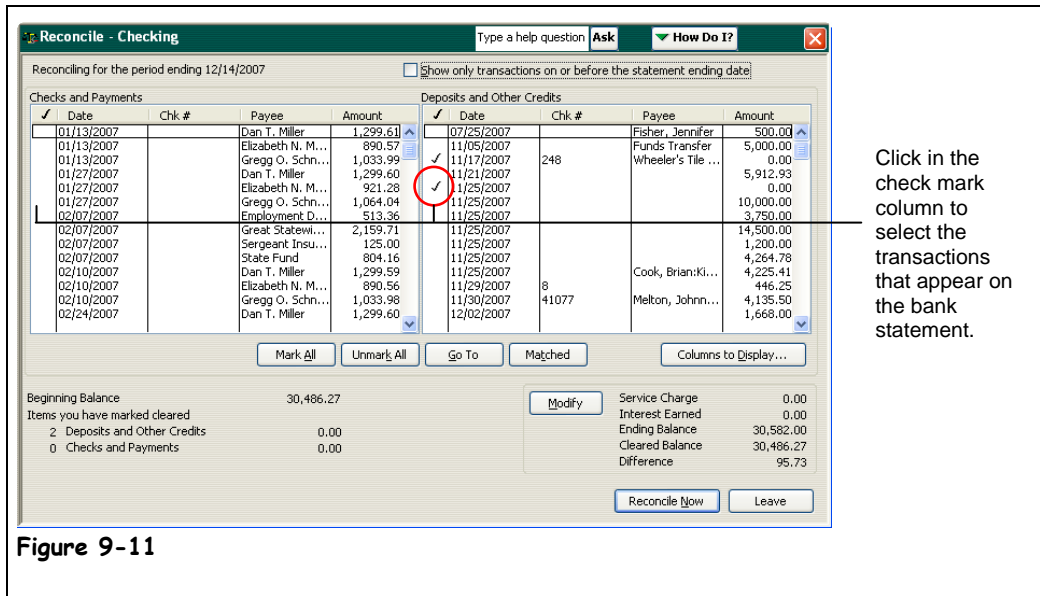 Reconcile - Checking Type a help question Ask How Do I?
Reconciling for the period ending 12/14/2007 Show only transactions on or before the statement ending date
Checks and Payments Deposits and Other Credits
✓ Date Chk # Payee Amount ✓ Date Chk # Payee Amount
01/13/2007 Dan T. Miller 1,299.61 07/25/2007 Fisher, Jennifer 500.00
01/13/2007 Elizabeth N. M... 890.57 11/05/2007 Funds Transfer 5,000.00
01/13/2007 Gregg O. Schn... 1,033.99 ✓ 11/17/2007 248 Wheeler's Tile ... 0.00
01/27/2007 Dan T. Miller 1,299.60 11/21/2007 5,912.93
01/27/2007 Elizabeth N. M... 921.28 ✓ 11/25/2007 0.00
01/27/2007 Gregg O. Schn... 1,064.04 11/25/2007 10,000.00
02/07/2007 Employment D... 513.36 11/25/2007 3,750.00
02/07/2007 Great Statewi... 2,159.71 11/25/2007 14,500.00
02/07/2007 Sergeant Insu... 125.00 11/25/2007 1,200.00
02/07/2007 State Fund 804.16 11/25/2007 4,264.78
02/10/2007 Dan T. Miller 1,299.59 11/25/2007 Cook, Brian:Ki... 4,225.41
02/10/2007 Elizabeth N. M... 890.56 11/29/2007 8 446.25
02/10/2007 Gregg O. Schn... 1,033.98 11/30/2007 41077 Melton, Johnn... 4,135.50
02/24/2007 Dan T. Miller 1,299.60 12/02/2007 1,668.00
Mark All Unmark All Go To Matched Columns to Display...
Beginning Balance 30,486.27
Items you have marked cleared
2 Deposits and Other Credits 0.00
0 Checks and Payments 0.00
Modify
Service Charge 0.00
Interest Earned 0.00
Ending Balance 30,582.00
Cleared Balance 30,486.27
Difference 95.73
Reconcile Now Leave
Click in the
check mark
column to
select the
transactions
that appear on
the bank
statement.
Figure 9-11